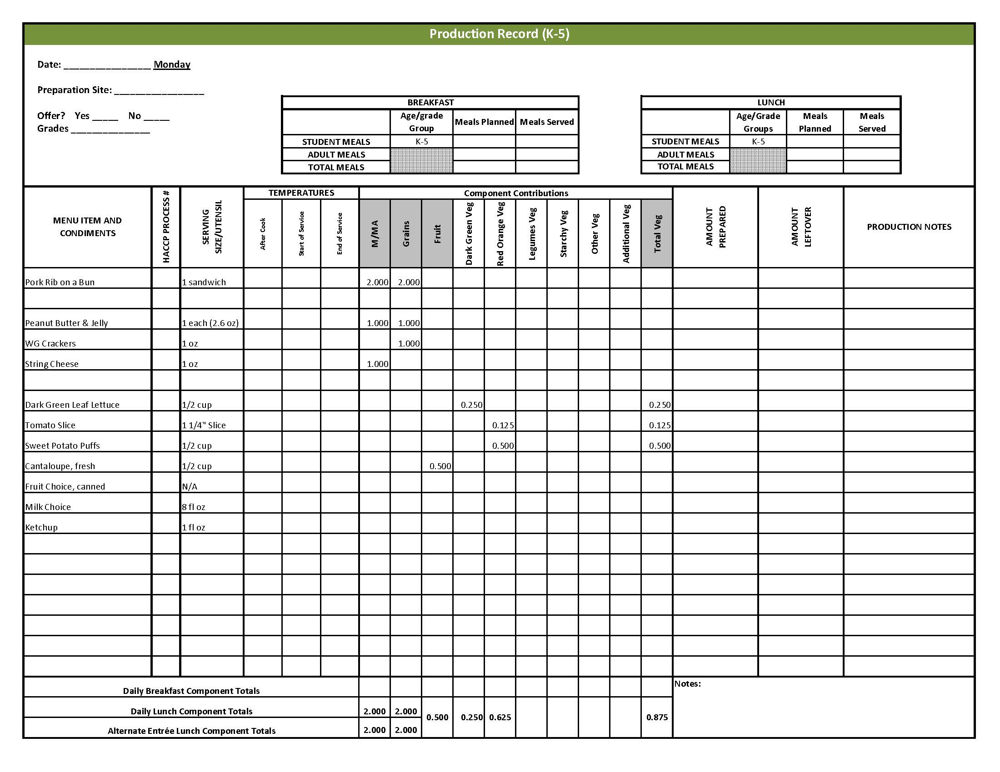 Production Record (K-5)
Date: _________________ Monday
Preparation Site: _________________
Offer? Yes _____ No _____
Grades _______________
BREAKFAST
Age/grade Group Meals Planned Meals Served
STUDENT MEALS K-5
ADULT MEALS
TOTAL MEALS
LUNCH
Age/Grade Groups Meals Planned Meals Served
STUDENT MEALS K-5
ADULT MEALS
TOTAL MEALS
MENU ITEM AND CONDIMENTS
HACCP PROCESS #
SERVING SIZE/UTENSIL
TEMPERATURES
After Cook
Start of Service
End of Service
Component Contributions
M/MA
Grains
Fruit
Dark Green Veg
Red Orange Veg
Legumes Veg
Starchy Veg
Other Veg
Additional Veg
Total Veg
AMOUNT PREPARED
AMOUNT LEFTOVER
PRODUCTION NOTES
Pork Rib on a Bun 1 sandwich 2.000 2.000
Peanut Butter & Jelly 1 each (2.6 oz) 1.000 1.000
WG Crackers 1 oz 1.000
String Cheese 1 oz 1.000
Dark Green Leaf Lettuce 1/2 cup 0.250 0.250
Tomato Slice 1 1/4" Slice 0.125 0.125
Sweet Potato Puffs 1/2 cup 0.500 0.500
Cantaloupe, fresh 1/2 cup 0.500
Fruit Choice, canned N/A
Milk Choice 8 fl oz
Ketchup 1 fl oz
Daily Breakfast Component Totals
Daily Lunch Component Totals 2.000 2.000
0.500 0.250 0.625 0.875
Alternate Entrée Lunch Component Totals 2.000 2.000
Notes: